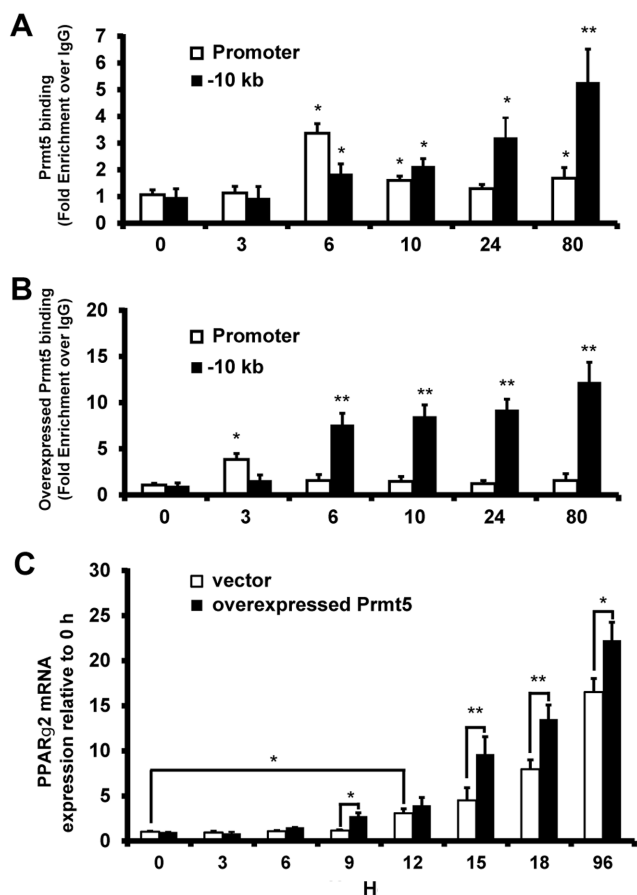 A
Prmt5 binding
(Fold Enrichment over IgG)
7
6
5
4
3
2
1
0
Promoter
-10 kb
* * * * * * **
0 3 6 10 24 80
B
Overexpressed Prmt5 binding
(Fold Enrichment over IgG)
20
15
10
5
0
Promoter
-10 kb
* ** ** ** **
0 3 6 10 24 80
C
PPARg2 mRNA
expression relative to 0 h
30
25
20
15
10
5
0
vector
overexpressed Prmt5
* * ** ** *
0 3 6 9 12 15 18 96
H